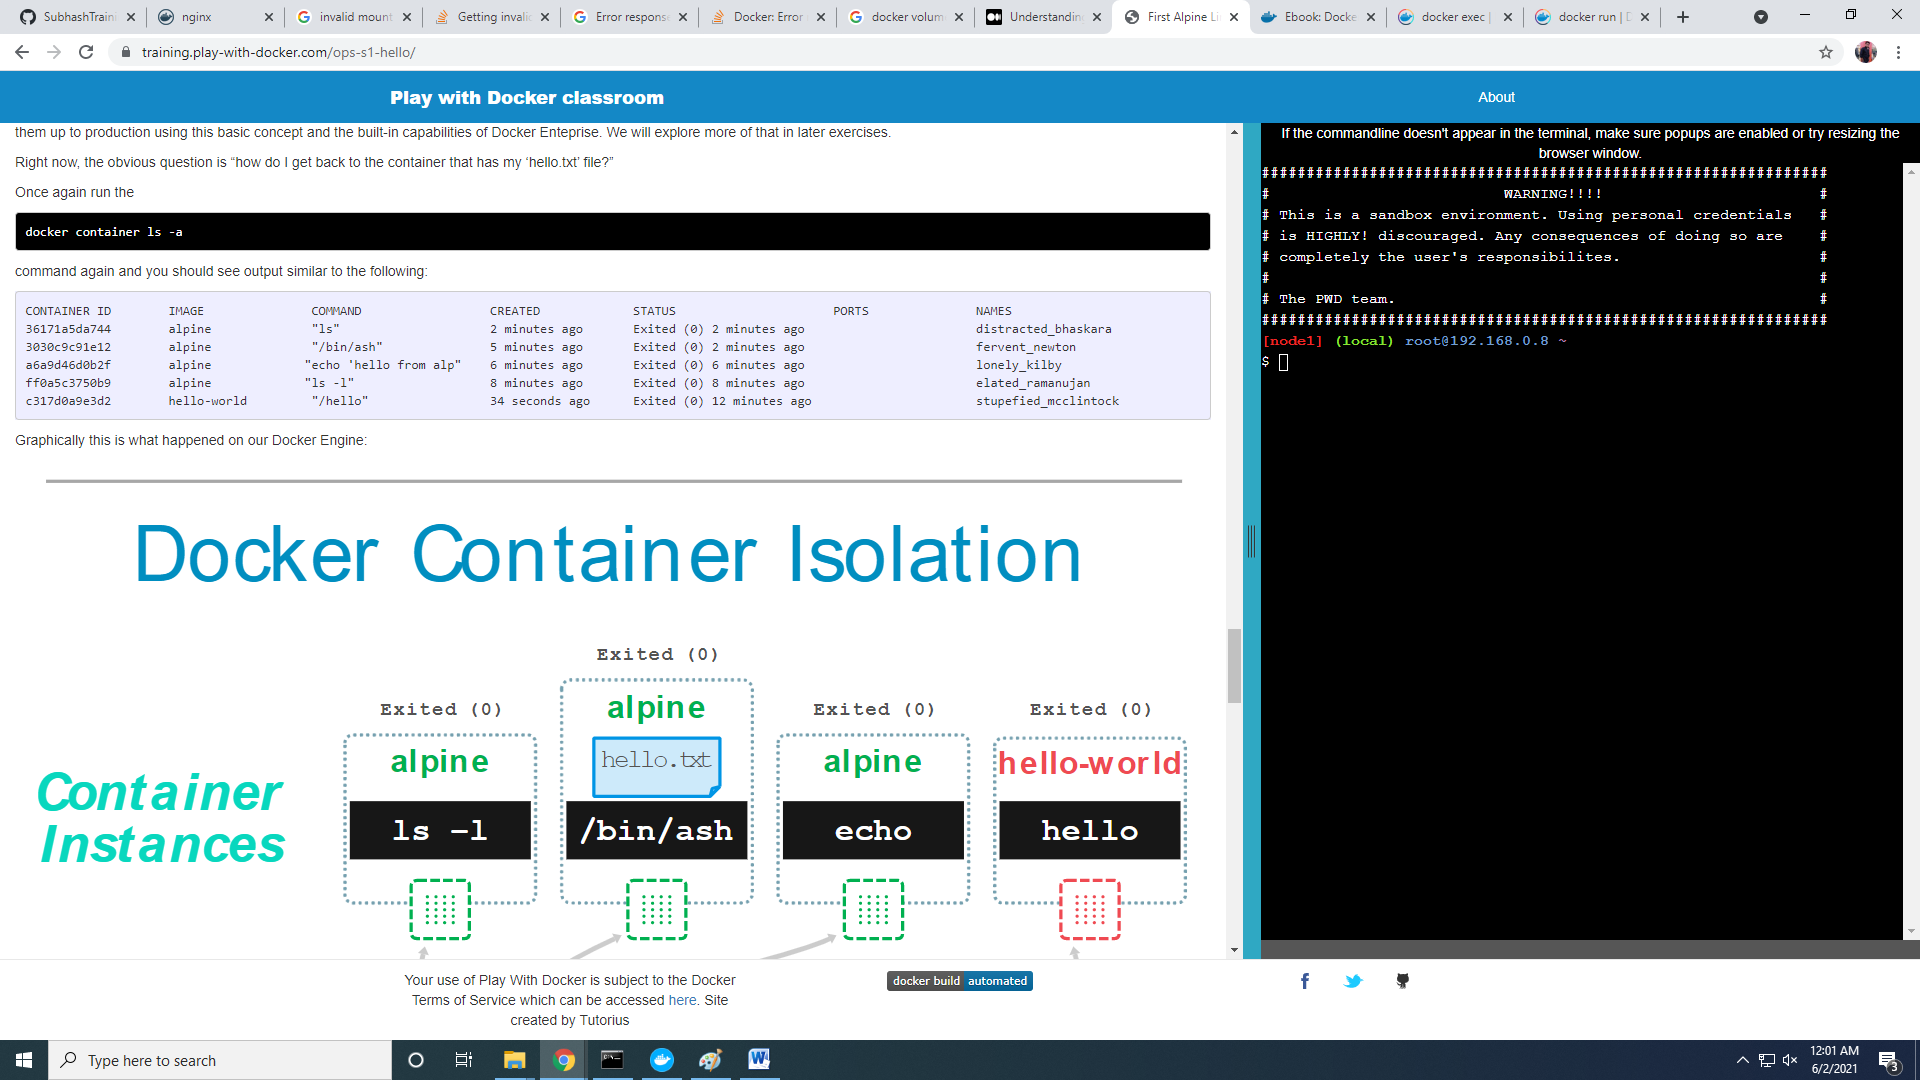 SubhashTraini
nginx
invalid mount
Getting invalid
Error response
Docker: Error
docker volum
Understandin
First Alpine Li
Ebook: Docke
docker exec |
docker run | D
training.play-with-docker.com/ops-s1-hello/
Play with Docker classroom
About
them up to production using this basic concept and the built-in capabilities of Docker Enteprise. We will explore more of that in later exercises.
Right now, the obvious question is “how do I get back to the container that has my ‘hello.txt’ file?”
Once again run the
docker container ls -a
command again and you should see output similar to the following:
CONTAINER ID IMAGE COMMAND CREATED STATUS PORTS NAMES
36171a5da744 alpine "ls" 2 minutes ago Exited (0) 2 minutes ago distracted_bhaskara
3030c9c91e12 alpine "/bin/ash" 5 minutes ago Exited (0) 2 minutes ago fervent_newton
a6a9d46d0b2f alpine "echo 'hello from alp" 6 minutes ago Exited (0) 6 minutes ago lonely_kilby
ff0a5c3750b9 alpine "ls -l" 8 minutes ago Exited (0) 8 minutes ago elated_ramanujan
c317d0a9e3d2 hello-world "/hello" 34 seconds ago Exited (0) 12 minutes ago stupefied_mcclintock
Graphically this is what happened on our Docker Engine:
Docker Container Isolation
Exited (0)
Exited (0) alpine Exited (0) Exited (0)
alpine hello.txt alpine hello-world
Container
Instances
ls –l /bin/ash echo hello
If the commandline doesn't appear in the terminal, make sure popups are enabled or try resizing the
browser window.
###############################################################
# WARNING!!!! #
# This is a sandbox environment. Using personal credentials #
# is HIGHLY! discouraged. Any consequences of doing so are #
# completely the user's responsibilites. #
# #
# The PWD team. #
###############################################################
[node1] (local) root@192.168.0.8 ~
$
Your use of Play With Docker is subject to the Docker
Terms of Service which can be accessed here. Site
created by Tutorius
docker build automated
Type here to search
12:01 AM
6/2/2021
3